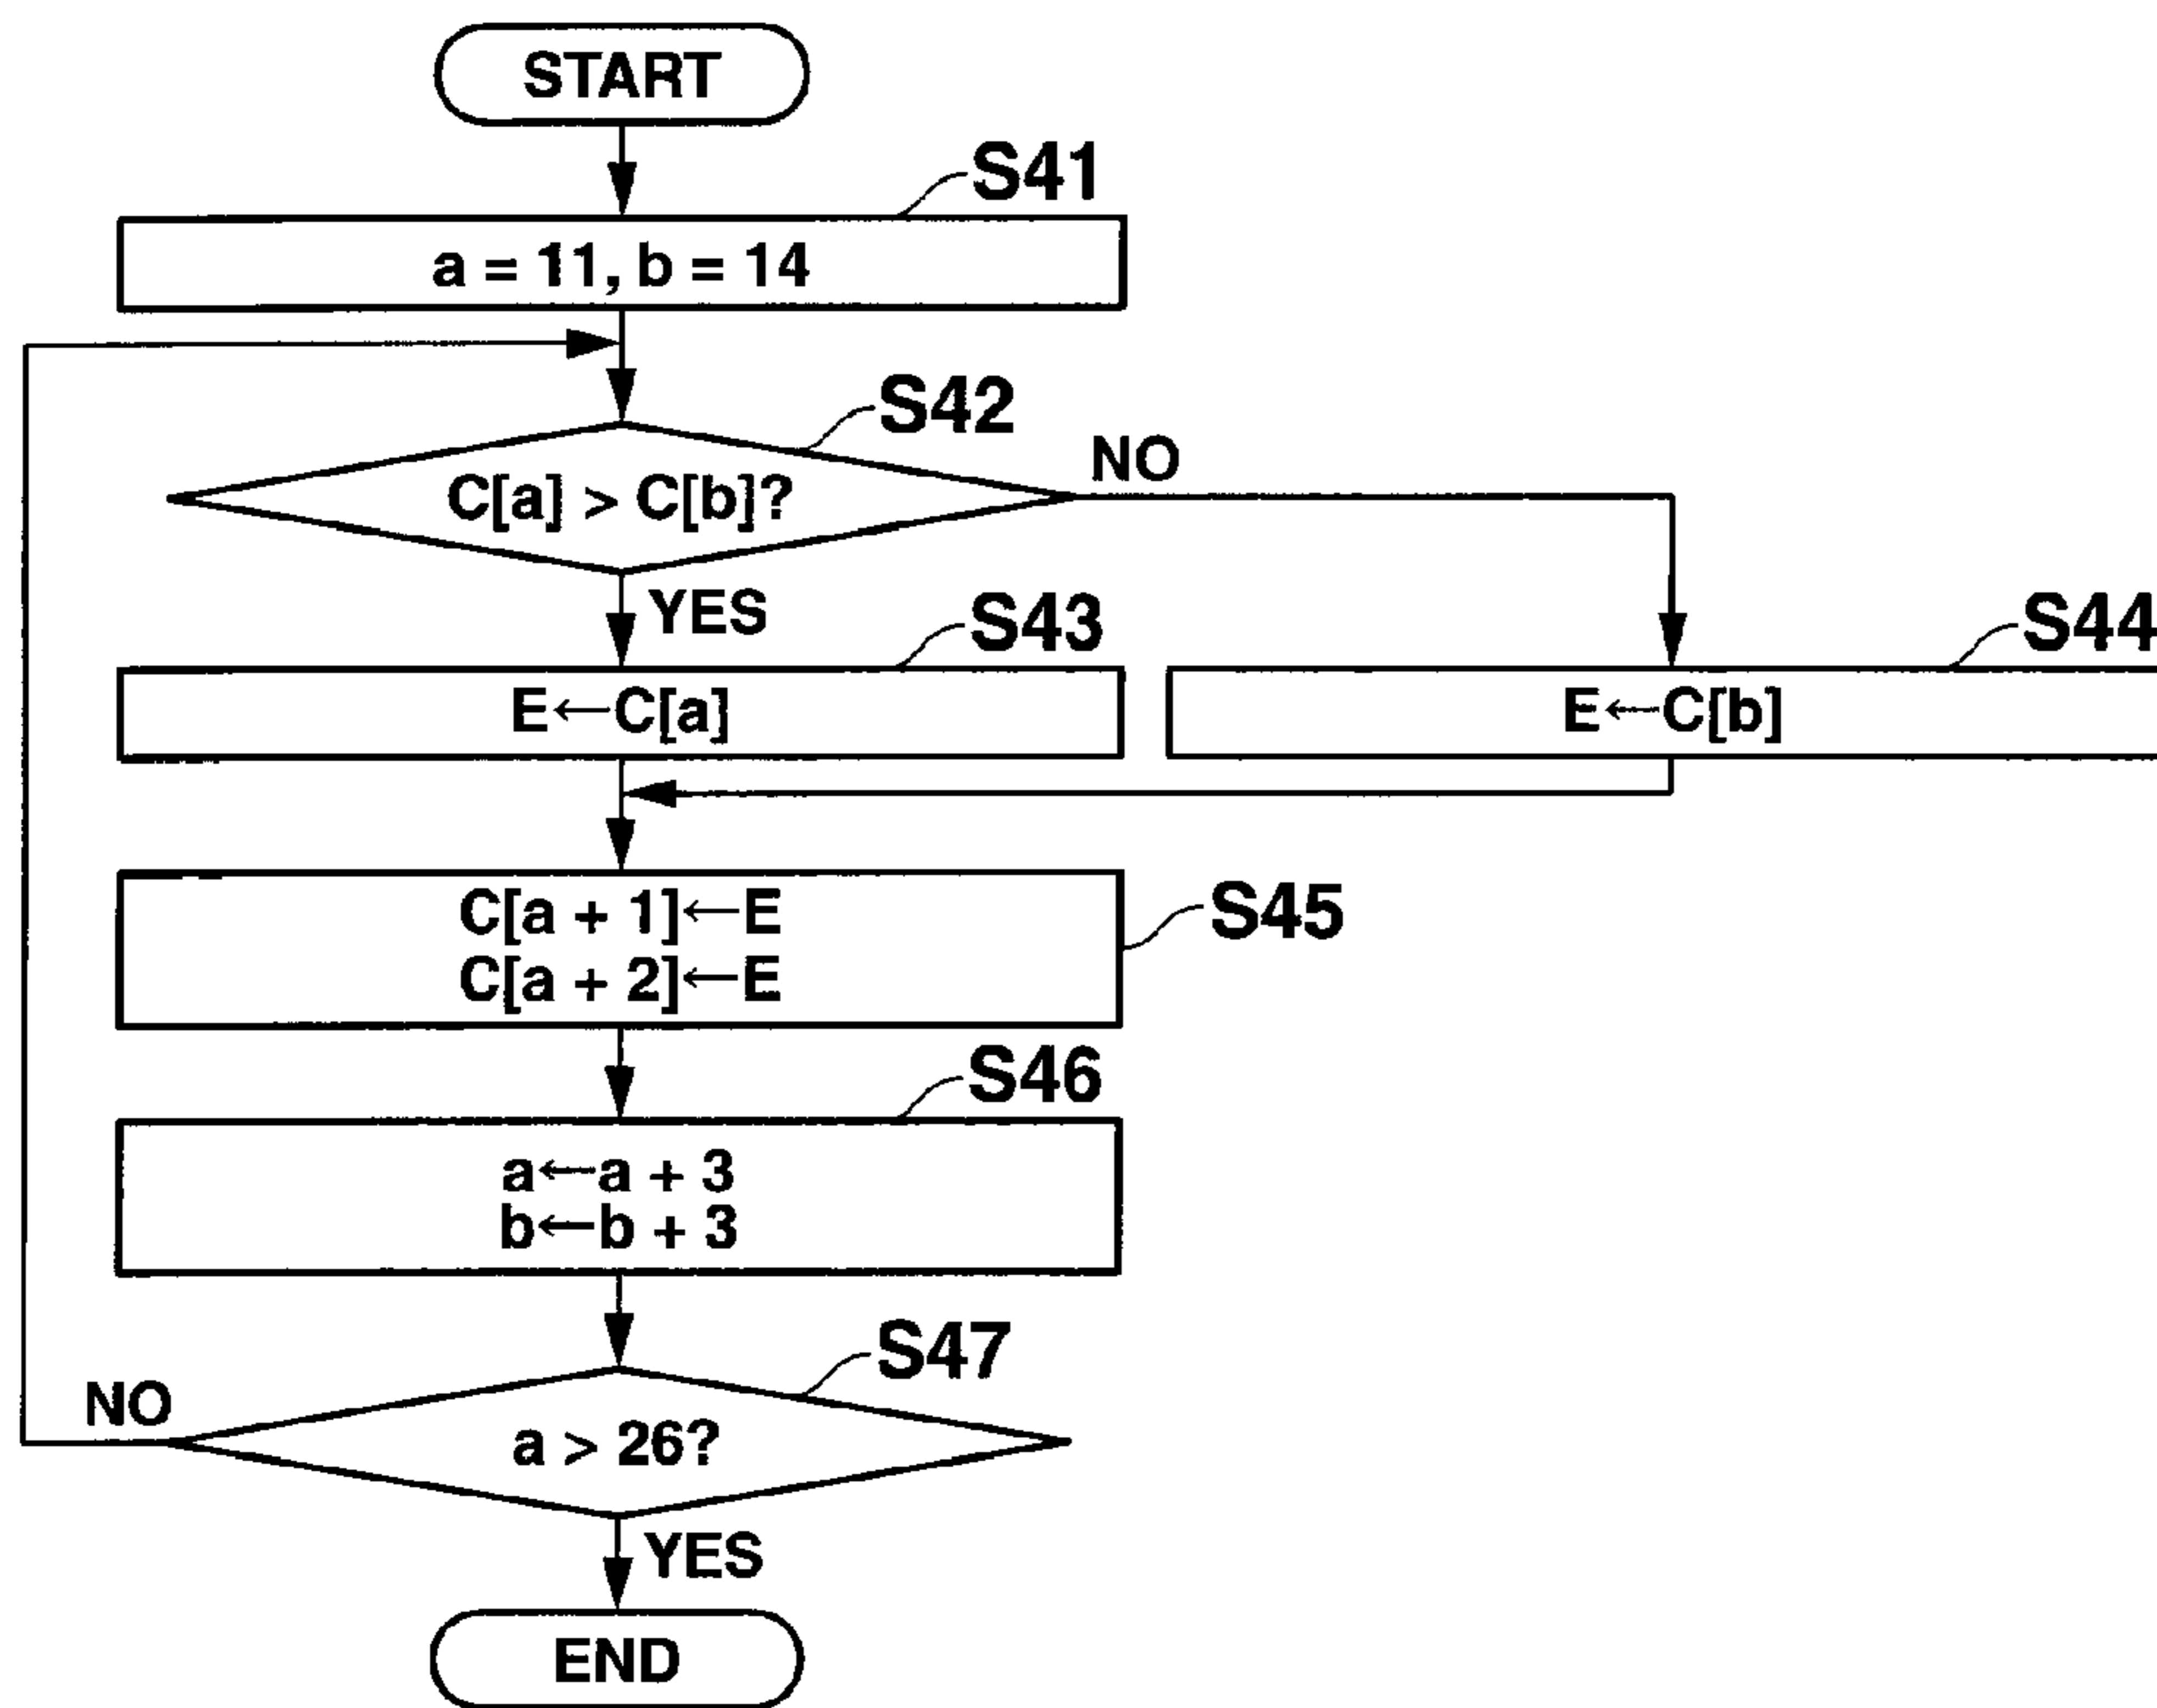 START
S41
a = 11, b = 14
S42
C[a] > C[b]?
NO
YES
S43
S44
E←C[a]
E←C[b]
C[a + 1]←E
C[a + 2]←E
S45
S46
a←a + 3
b←b + 3
S47
NO
a > 26?
YES
END